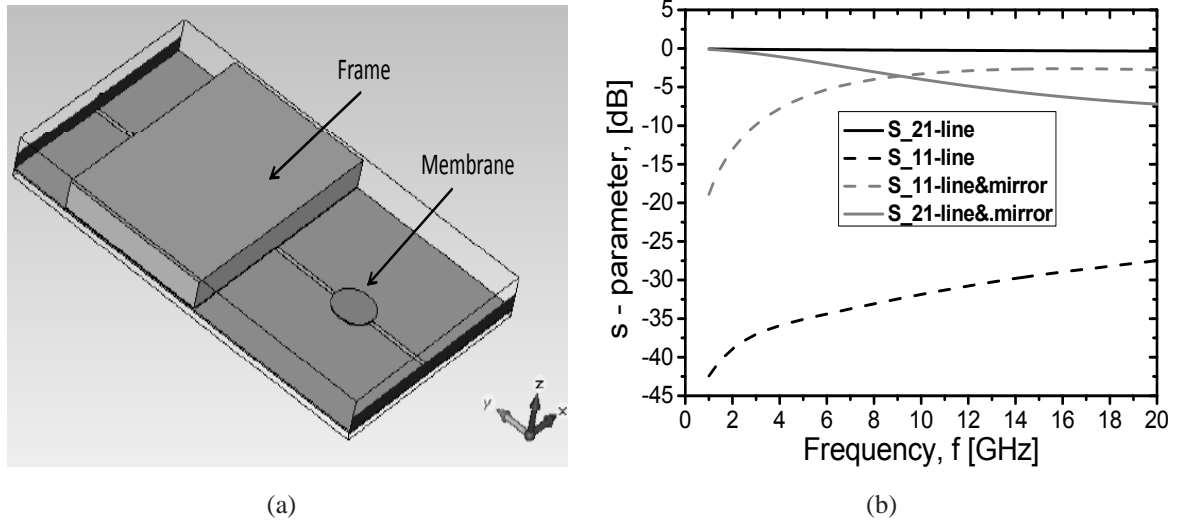 Frame
Membrane
z
y
x
(a)
s - parameter, [dB]
5
0
-5
-10
-15
-20
-25
-30
-35
-40
-45
S_21-line
S_11-line
S_11-line&mirror
S_21-line&.mirror
0 2 4 6 8 10 12 14 16 18 20
Frequency, f [GHz]
(b)